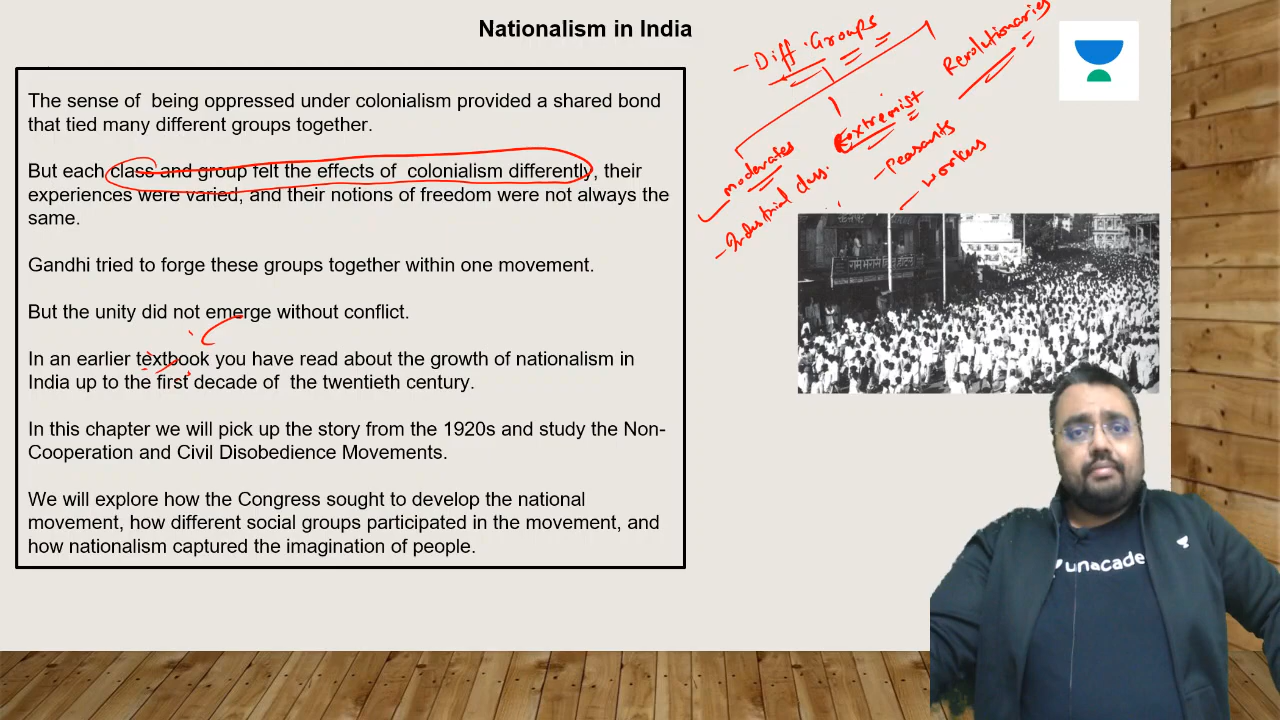 Nationalism in India
The sense of being oppressed under colonialism provided a shared bond
that tied many different groups together.
But each class and group felt the effects of colonialism differently, their
experiences were varied, and their notions of freedom were not always the
same.
Gandhi tried to forge these groups together within one movement.
But the unity did not emerge without conflict.
In an earlier textbook you have read about the growth of nationalism in
India up to the first decade of the twentieth century.
In this chapter we will pick up the story from the 1920s and study the Non-
Cooperation and Civil Disobedience Movements.
We will explore how the Congress sought to develop the national
movement, how different social groups participated in the movement, and
how nationalism captured the imagination of people.
- Diff. Groups
Revolutionaries
Extremist
moderates
- Peasants
- workers
- Industrial class.
unacade